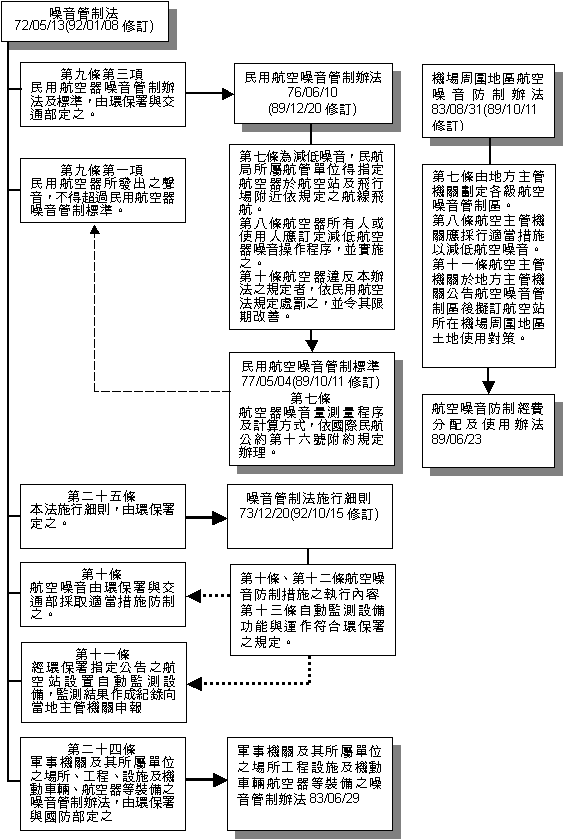 噪音管制法
72/05/13(92/01/08 修訂)
第九條第三項
民用航空器噪音管制辦
法及標準，由環保署與交
通部定之。
民用航空噪音管制辦法
76/06/10
(89/12/20 修訂)
機場周圍地區航空
噪音防制辦法
83/08/31(89/10/11
修訂)
第九條第一項
民用航空器所發出之聲
音，不得超過民用航空器
噪音管制標準。
第七條為減低噪音，民航
局所屬航管單位得指定
航空器於航空站及飛行
場附近依規定之航線飛
航。
第八條航空器所有人或
使用人應訂定減低航空
器噪音操作程序，並實施
之。
第十條航空器違反本辦
法之規定者，依民用航空
法規定處罰之，並令其限
期改善。
第七條由地方主管
機關劃定各級航空
噪音管制區。
第八條航空主管機
關應採行適當措施
以減低航空噪音。
第十一條航空主管
機關於地方主管機
關公告航空噪音管
制區後擬訂航空站
所在機場周圍地區
土地使用對策。
民用航空噪音管制標準
77/05/04(89/10/11 修訂)
第七條
航空器噪音量測量程序
及計算方式，依國際民航
公約第十六號附約規定
辦理。
航空噪音防制經費
分配及使用辦法
89/06/23
第二十五條
本法施行細則，由環保署
定之。
噪音管制法施行細則
73/12/20(92/10/15 修訂)
第十條
航空噪音由環保署與交
通部採取適當措施防制
之。
第十條、第十二條航空噪
音防制措施之執行內容
第十三條自動監測設備
功能與運作符合環保署
之規定。
第十一條
經環保署指定公告之航
空站設置自動監測設
備，監測結果作成紀錄向
當地主管機關申報
第二十四條
軍事機關及其所屬單位
之場所、工程、設施及機
動車輛、航空器等裝備之
噪音管制辦法，由環保署
與國防部定之
軍事機關及其所屬單位
之場所工程設施及機動
車輛航空器等裝備之噪
音管制辦法 83/06/29